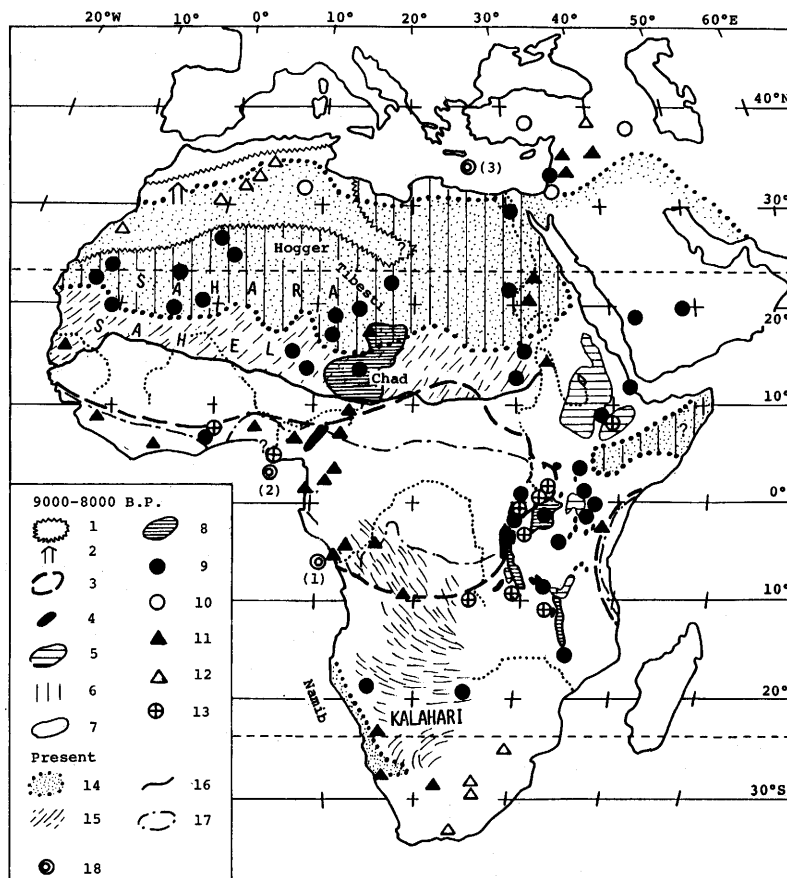 20°W 10° 0° 10° 20° 30° 40° 50° 60°E
40°N
(3)
30°
Hogger
?
Tibesti
S A H A R A
20°
S A H E L
Chad
10°
?
?
(2)
0°
(1)
10°
Namib
20°
KALAHARI
30°S
9000-8000 B.P.
1 8
2 9
3 10
4 11
5 12
6 13
7
Present
14 16
15 17
18